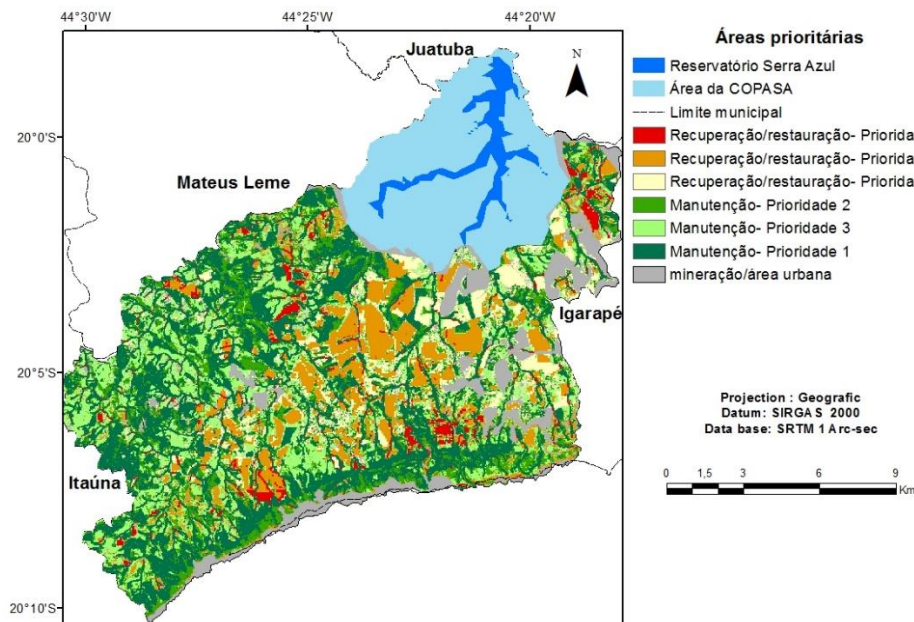 44°30'W
44°25'W
44°20'W
20°0'S
20°5'S
20°10'S
Juatuba
N
Mateus Leme
Igarapé
Itaúna
Áreas prioritárias
Reservatório Serra Azul
Área da COPASA
Limite municipal
Recuperação/restauração- Priorida
Recuperação/restauração- Priorida
Recuperação/restauração- Priorida
Manutenção- Prioridade 2
Manutenção- Prioridade 3
Manutenção- Prioridade 1
mineração/área urbana
Projection : Geografic
Datum: SIRGAS 2000
Data base: SRTM 1 Arc-sec
0 1,5 3 6 9
Km